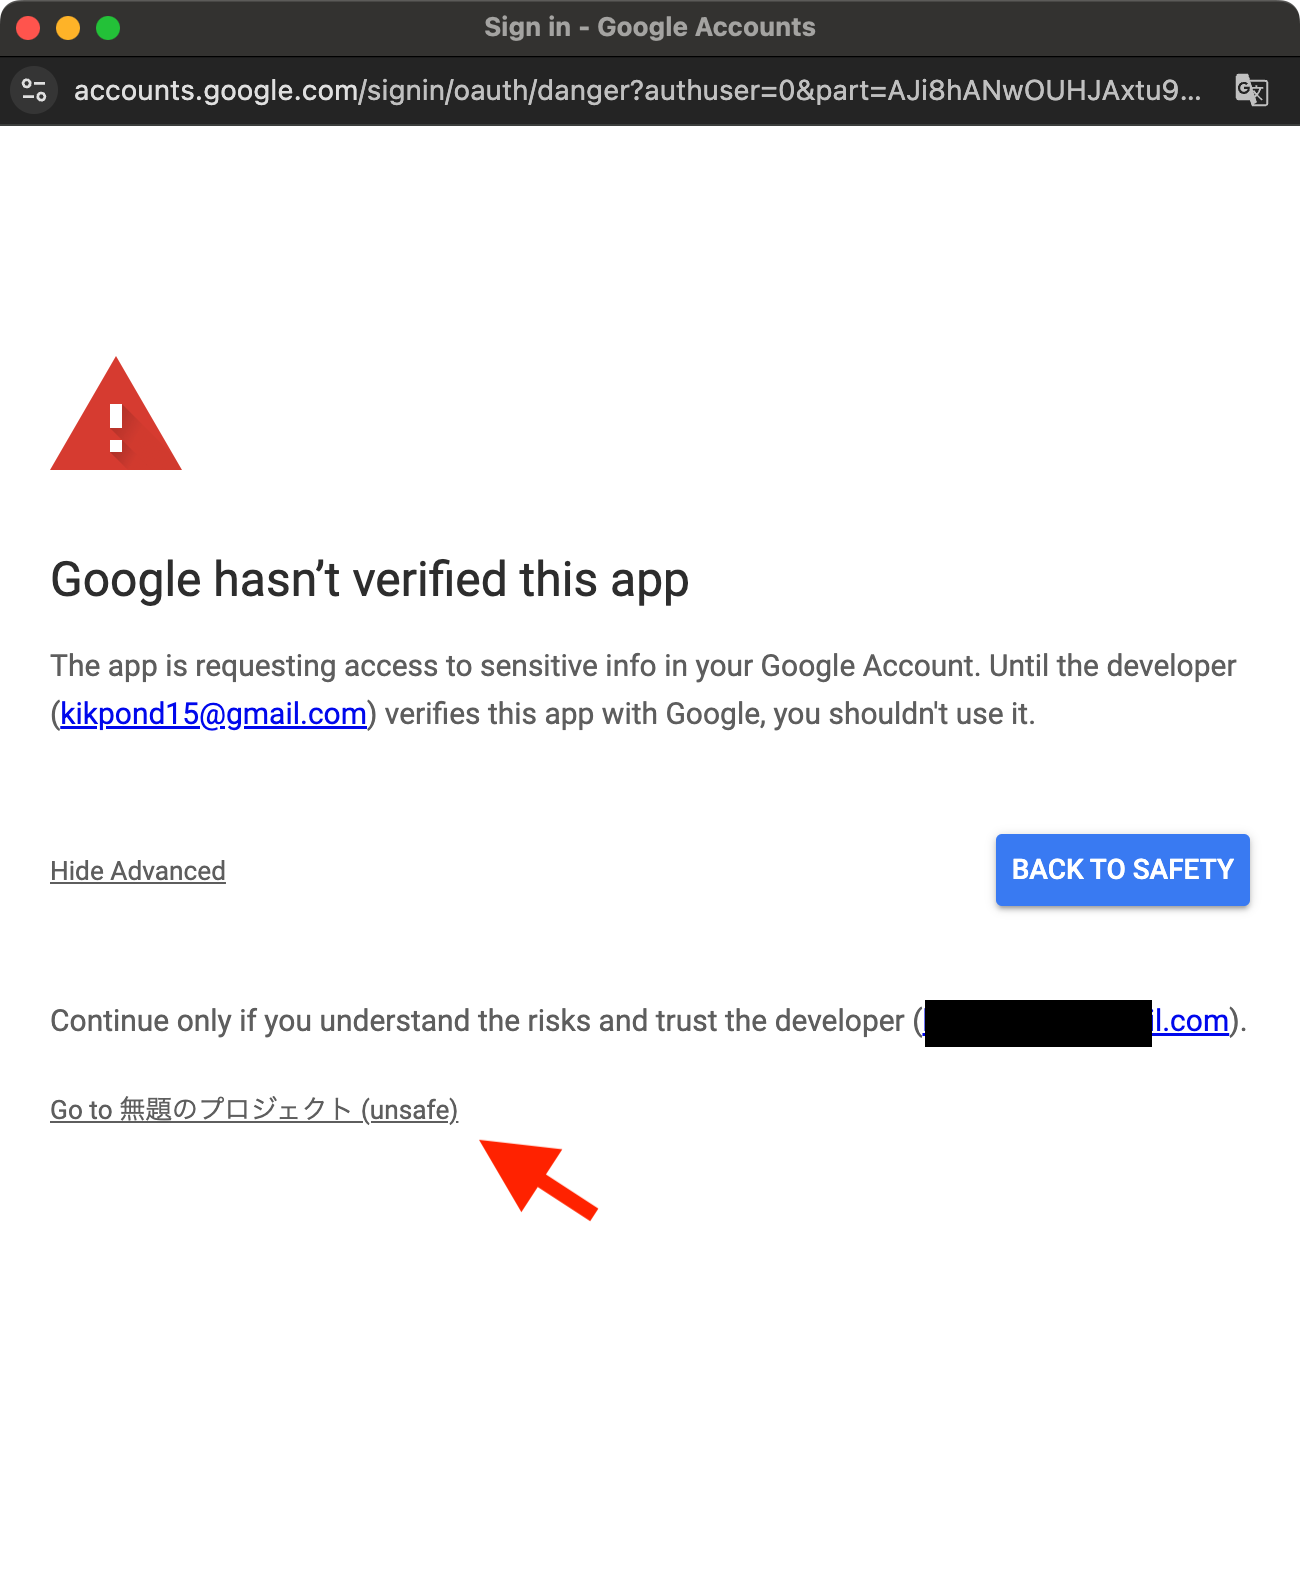 Sign in - Google Accounts
accounts.google.com/signin/oauth/danger?authuser=0&part=AJi8hANwOUHJAxtu9...
Google hasn’t verified this app
The app is requesting access to sensitive info in your Google Account. Until the developer
(kikpond15@gmail.com) verifies this app with Google, you shouldn't use it.
Hide Advanced
BACK TO SAFETY
Continue only if you understand the risks and trust the developer (l.com).
Go to 無題のプロジェクト (unsafe)